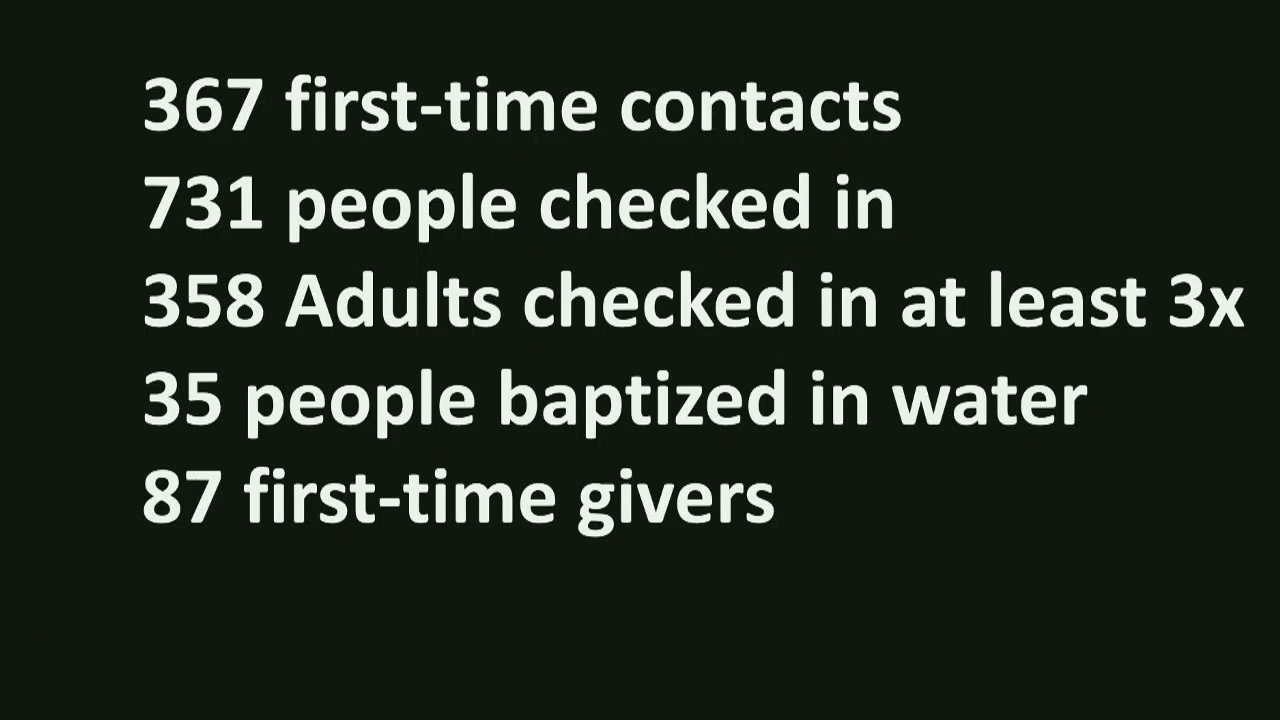 367 first-time contacts
731 people checked in
358 Adults checked in at least 3x
35 people baptized in water
87 first-time givers